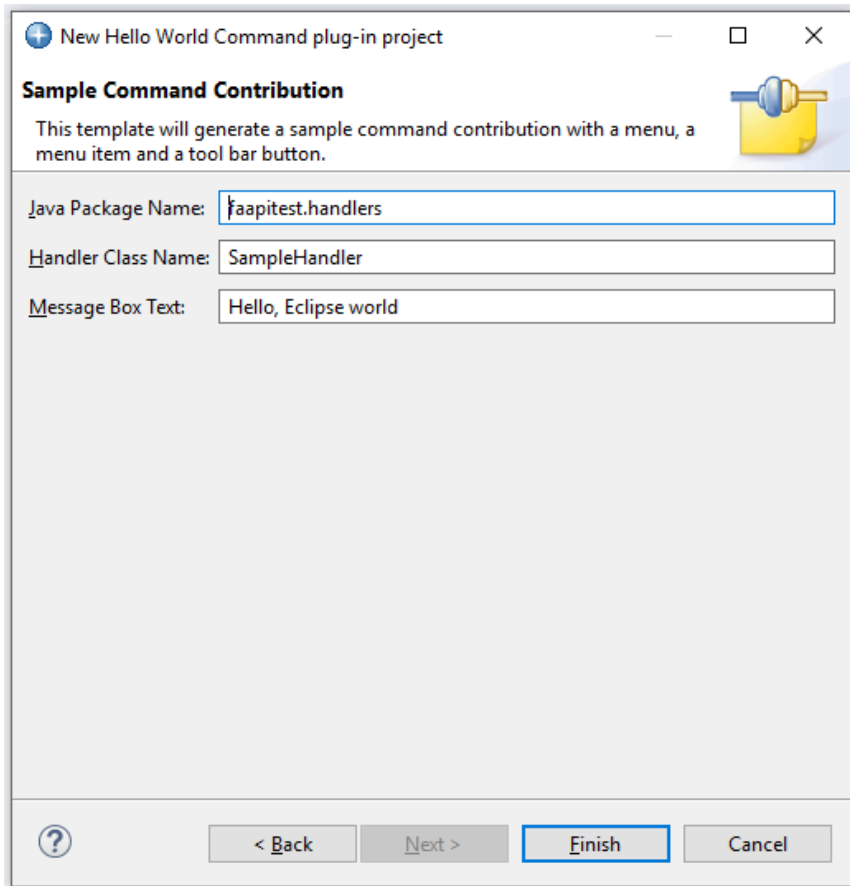 New Hello World Command plug-in project
Sample Command Contribution
This template will generate a sample command contribution with a menu, a
menu item and a tool bar button.
Java Package Name: faapitest.handlers
Handler Class Name: SampleHandler
Message Box Text: Hello, Eclipse world
? < Back Next > Finish Cancel